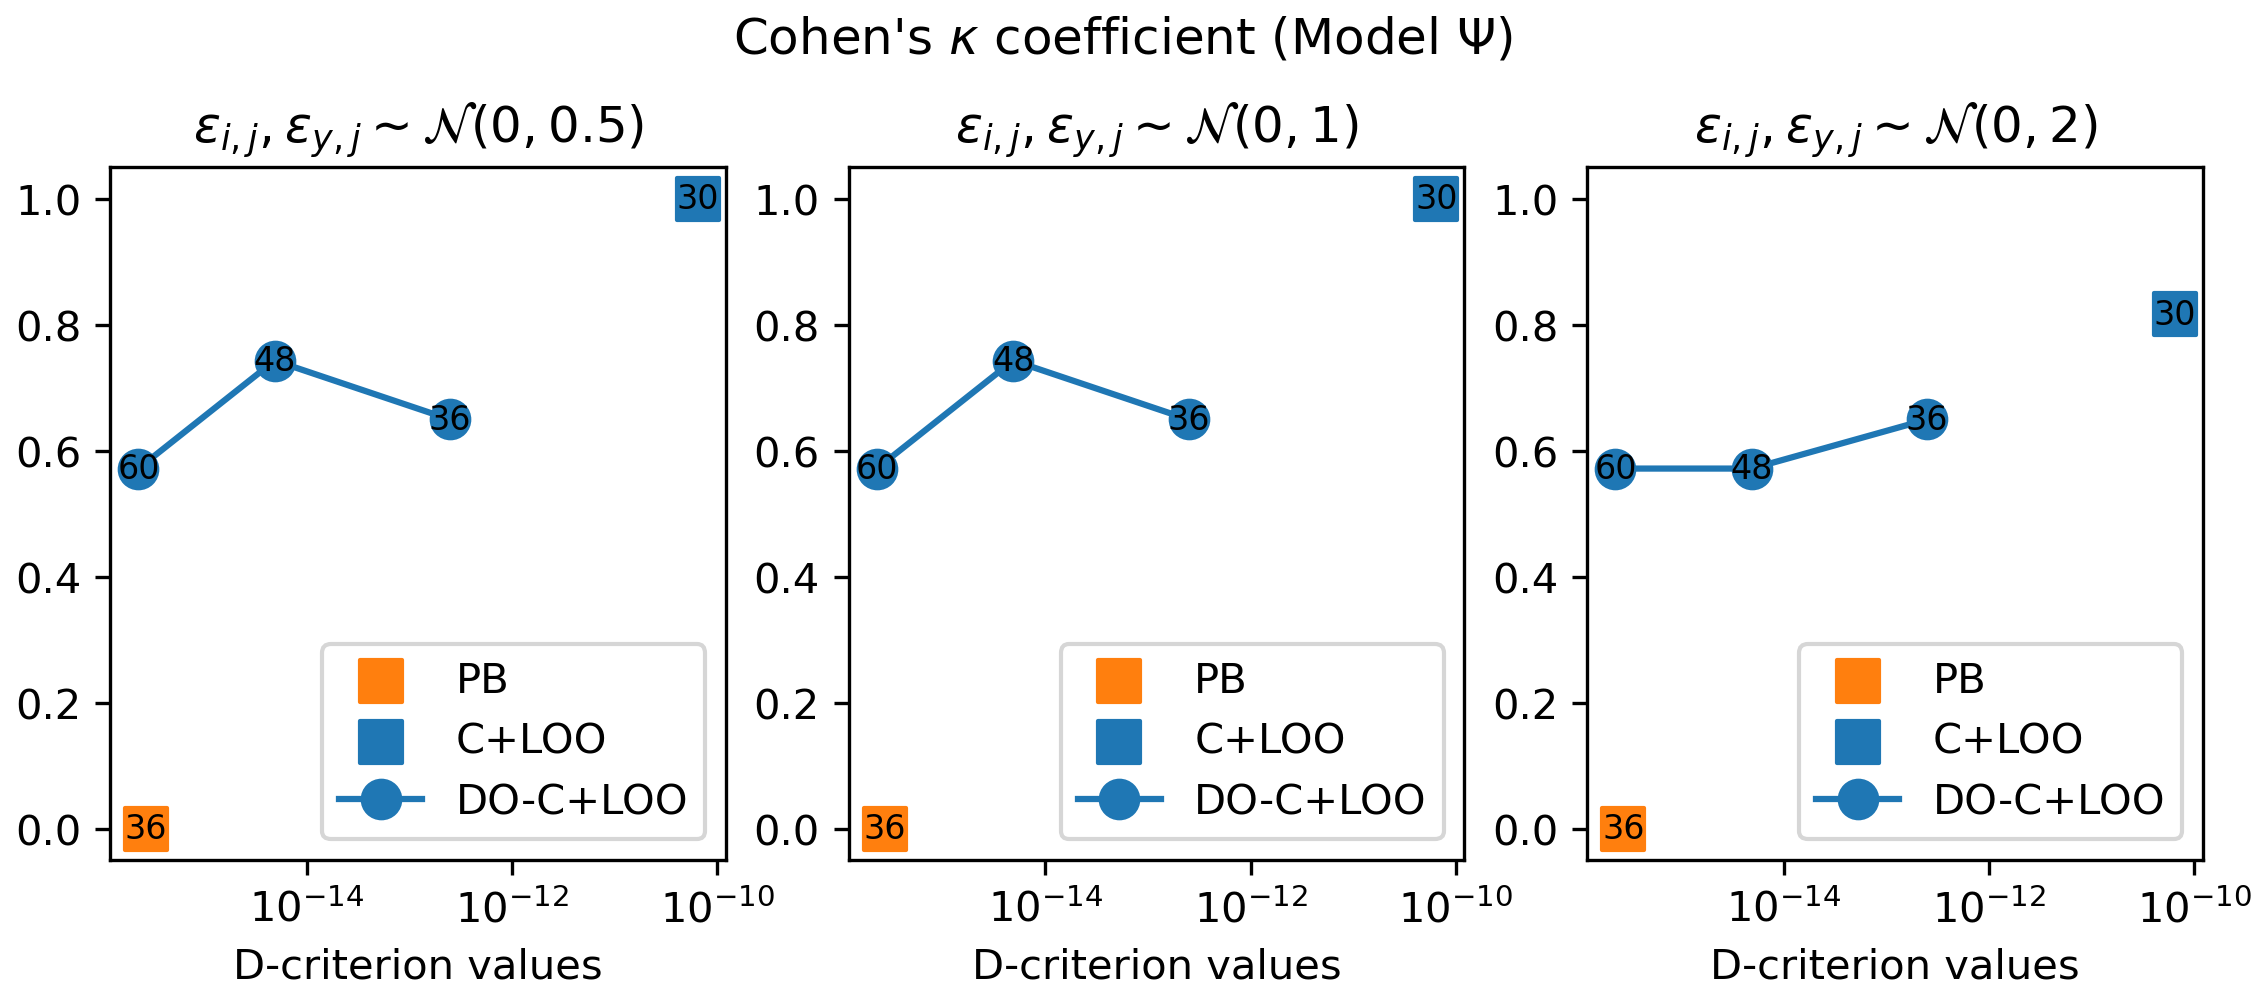 Cohen's κ coefficient (Model Ψ)
ε_{i,j}, ε_{y,j} ~ 𝒩(0, 0.5)
1.0
0.8
0.6
0.4
0.2
0.0
30
48
36
60
36
PB
C+LOO
DO-C+LOO
10⁻¹⁴ 10⁻¹² 10⁻¹⁰
D-criterion values
ε_{i,j}, ε_{y,j} ~ 𝒩(0, 1)
1.0
0.8
0.6
0.4
0.2
0.0
30
48
36
60
36
PB
C+LOO
DO-C+LOO
10⁻¹⁴ 10⁻¹² 10⁻¹⁰
D-criterion values
ε_{i,j}, ε_{y,j} ~ 𝒩(0, 2)
1.0
0.8
0.6
0.4
0.2
0.0
30
36
60
48
36
PB
C+LOO
DO-C+LOO
10⁻¹⁴ 10⁻¹² 10⁻¹⁰
D-criterion values